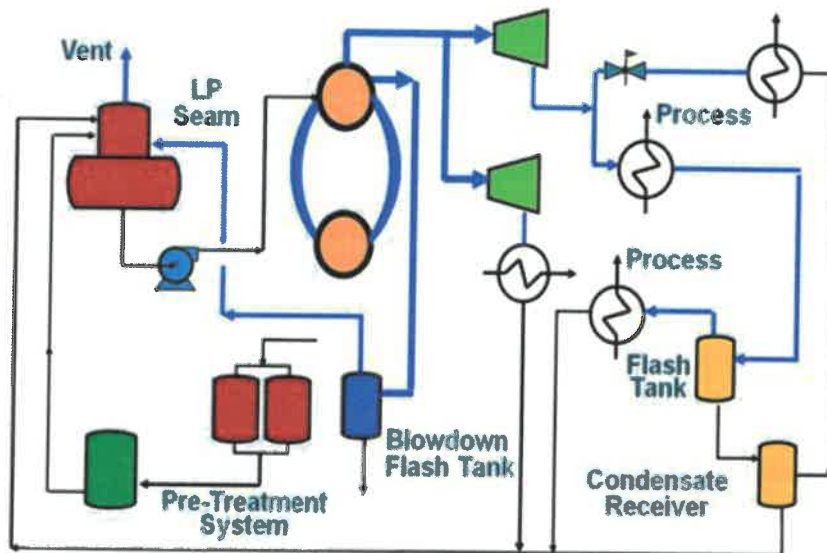 Vent
LP
Seam
Process
Process
Flash
Tank
Blowdown
Flash Tank
Pre-Treatment
System
Condensate
Receiver